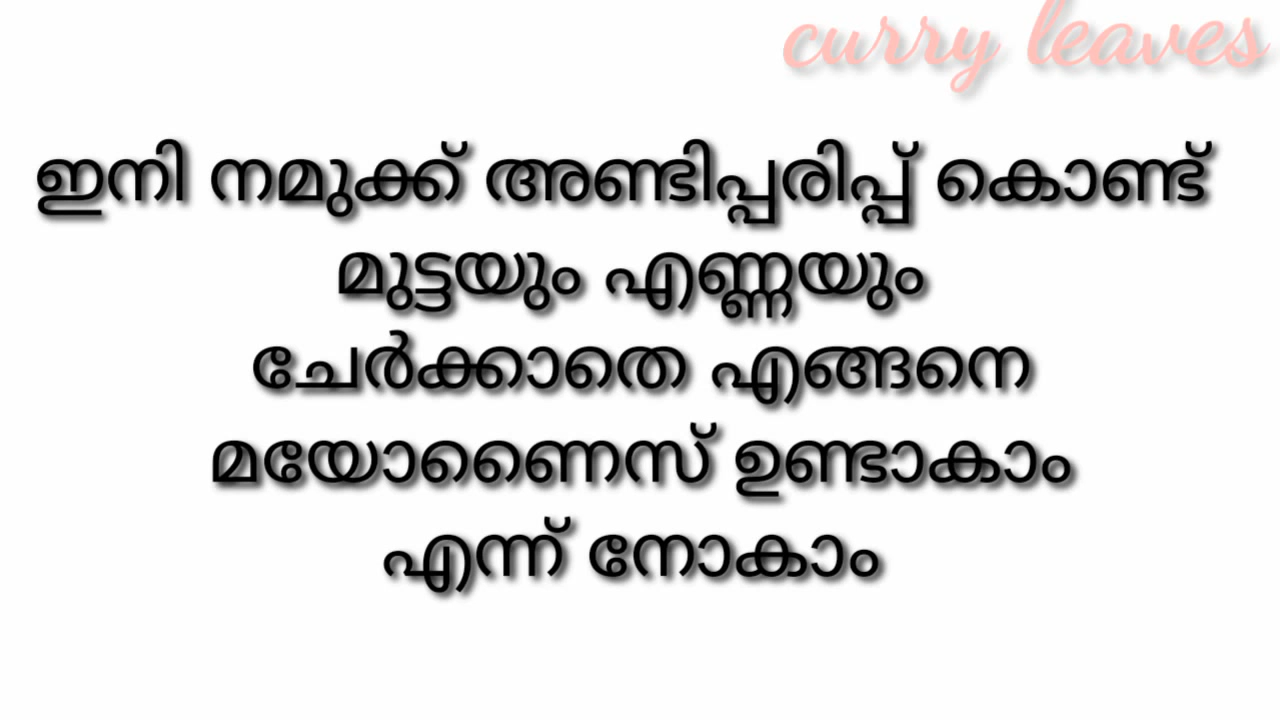 curry leaves
ഇനി നമുക്ക് അണ്ടിപ്പരിപ്പ് കൊണ്ട്
മുട്ടയും എണ്ണയും
ചേർക്കാതെ എങ്ങനെ
മയോണൈസ് ഉണ്ടാകാം
എന്ന് നോകാം